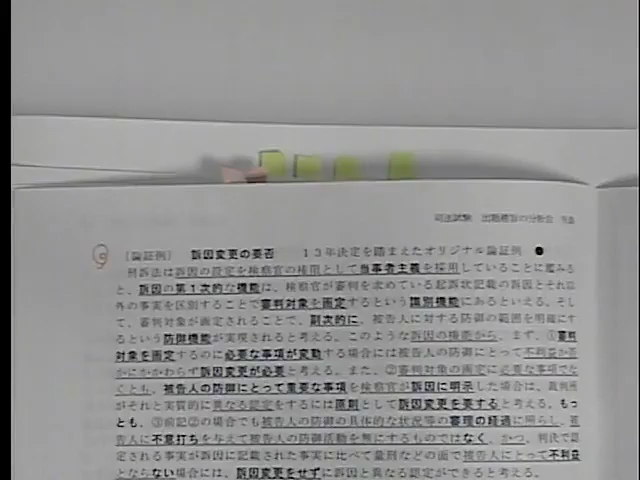 司法試験 出題趣旨の分析会
［論証例］ 訴因変更の要否 １３年決定を踏まえたオリジナル論証例 ●
刑訴法は訴因の設定を検察官の権限として当事者主義を採用していることに鑑みる
と、訴因の第１次的な機能は、検察官が審判を求めている起訴状記載の訴因とそれ以
外の事実を区別することで審判対象を画定するという識別機能にあるといえる。そし
て、審判対象が画定されることで、副次的に、被告人に対する防御の範囲を明確にす
るという防御機能が実現されると考える。このような訴因の機能から、まず、①審判
対象を画定するのに必要な事項が変動する場合には被告人の防御にとって不利益か否
かにかかわらず訴因変更が必要と考える。また、②審判対象の画定に必要な事項でな
くとも、被告人の防御にとって重要な事項を検察官が訴因に明示した場合は、裁判所
がそれと実質的に異なる認定をするには原則として訴因変更を要すると考える。もっ
とも、③前記②の場合でも被告人の防御の具体的な状況等の審理の経過に照らし、被
告人に不意打ちを与えて被告人の防御活動を無にするものではなく、かつ、判決で認
定される事実が訴因に記載された事実に比べて量刑などの面で被告人にとって不利益
とならない場合には、訴因変更をせずに訴因と異なる認定ができると考える。